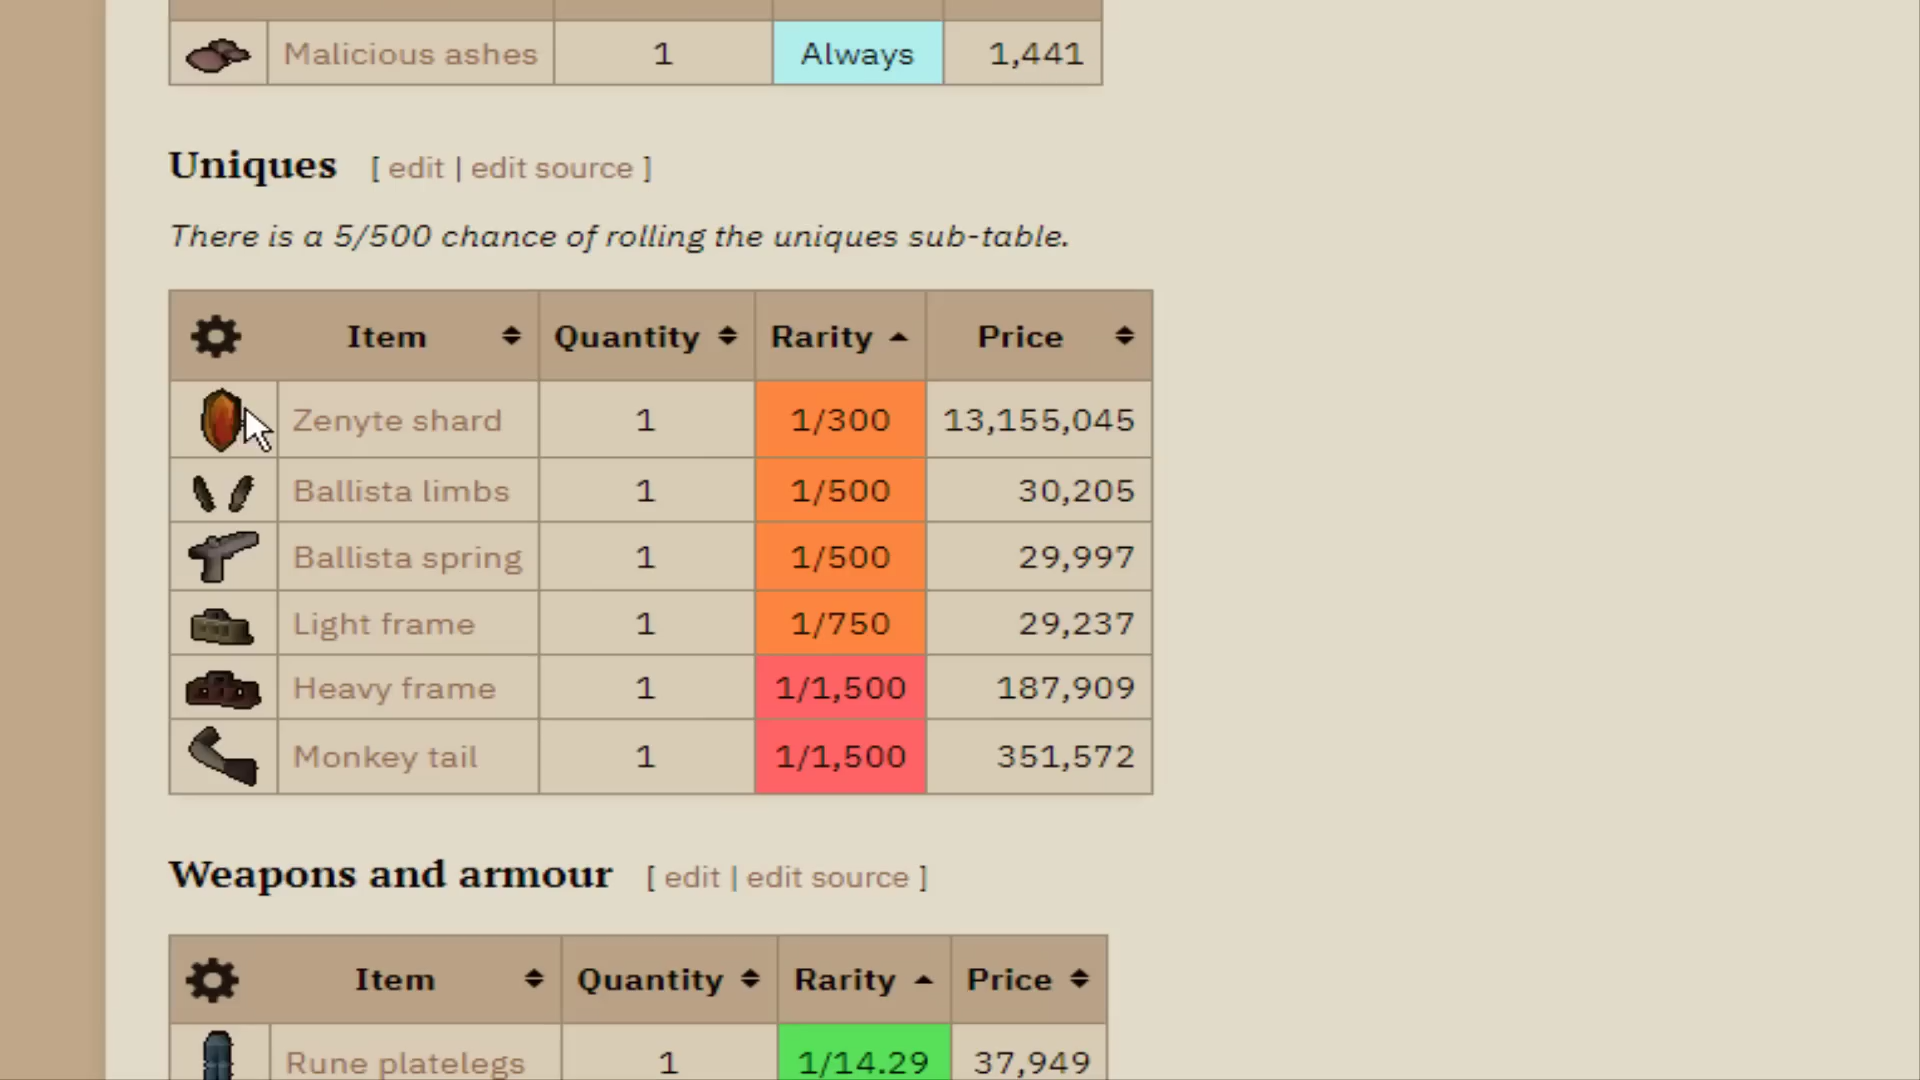 Malicious ashes 1 Always 1,441
Uniques [ edit | edit source ]
There is a 5/500 chance of rolling the uniques sub-table.
Item Quantity Rarity Price
Zenyte shard 1 1/300 13,155,045
Ballista limbs 1 1/500 30,205
Ballista spring 1 1/500 29,997
Light frame 1 1/750 29,237
Heavy frame 1 1/1,500 187,909
Monkey tail 1 1/1,500 351,572
Weapons and armour [ edit | edit source ]
Item Quantity Rarity Price
Rune platelegs 1 1/14.29 37,949